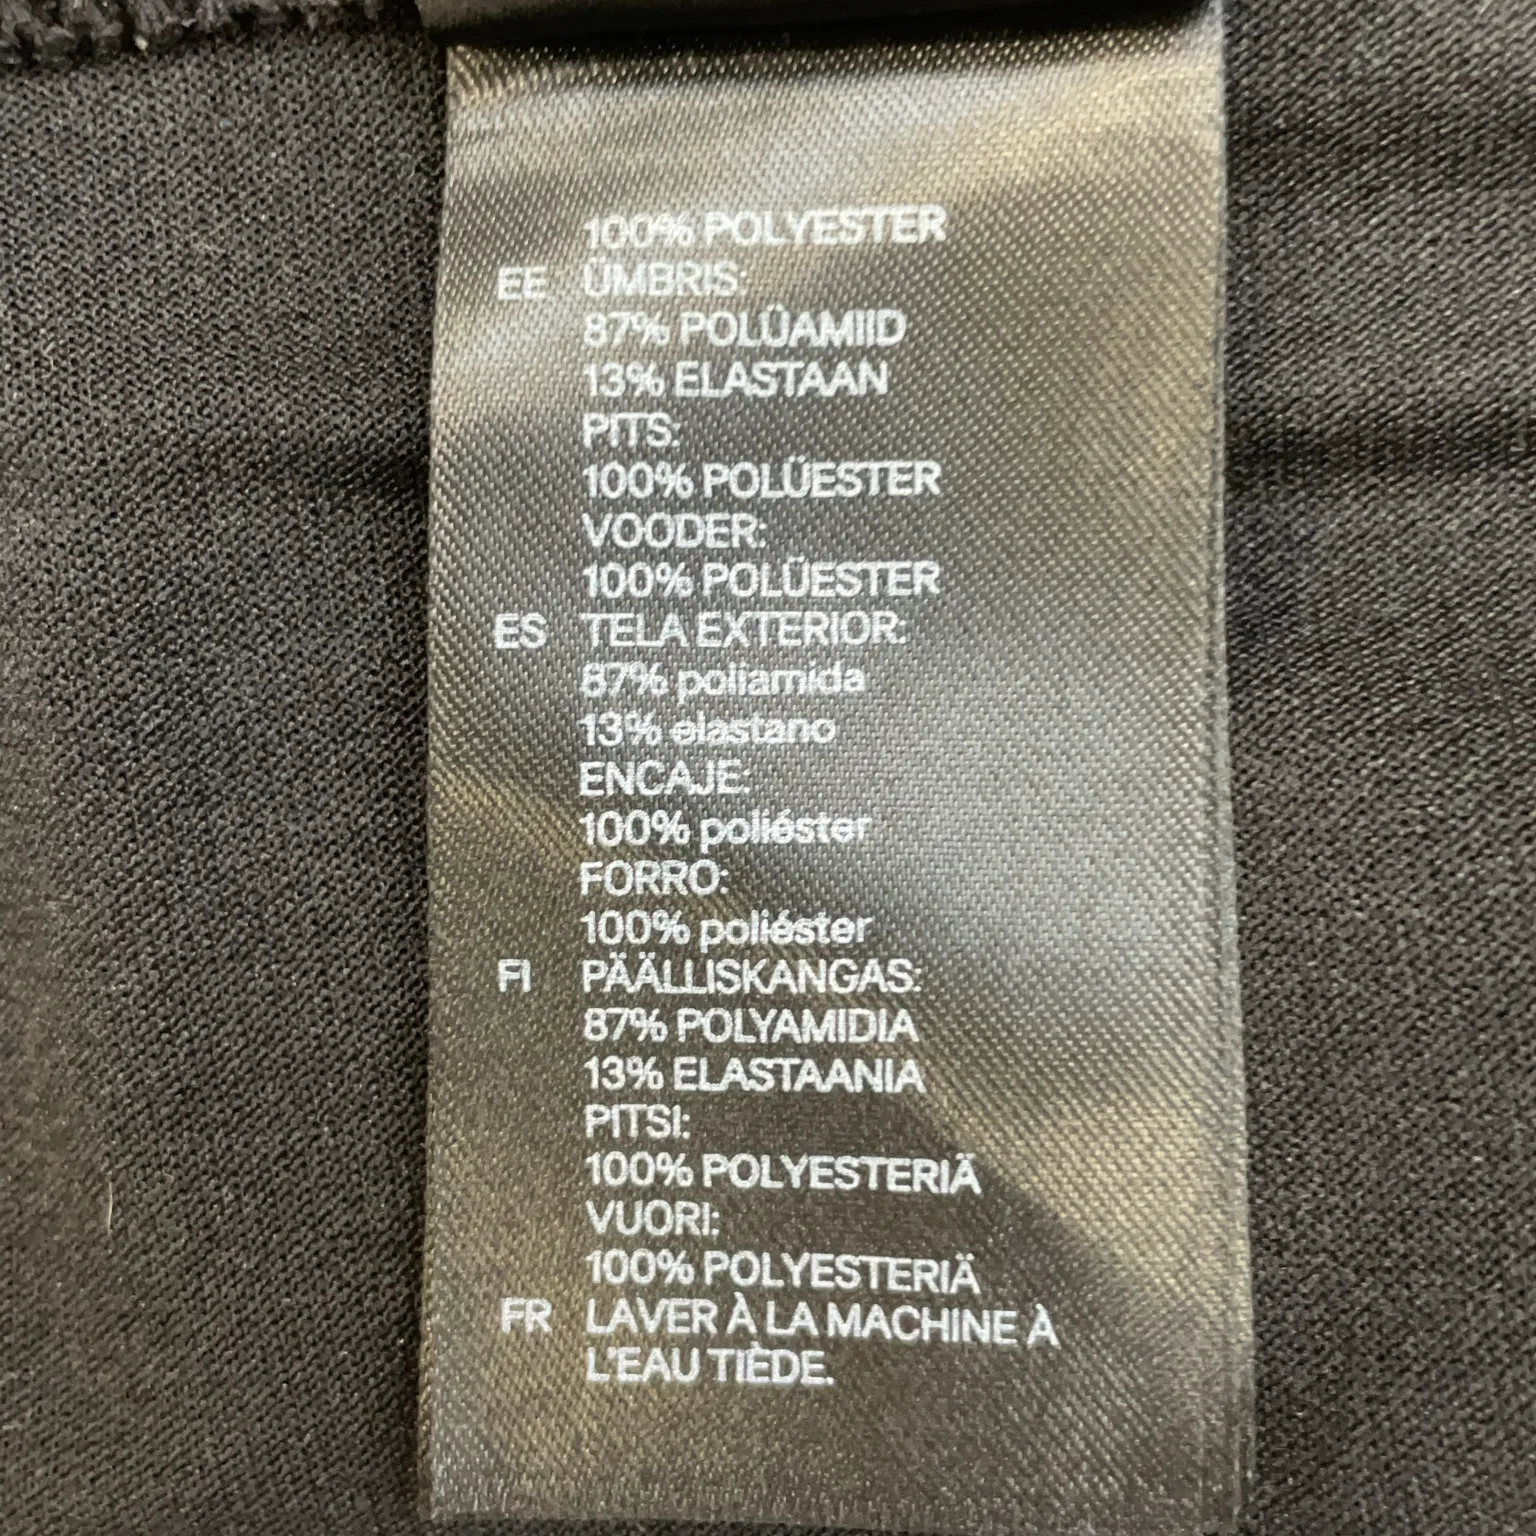 100% POLYESTER
EE ÜMBRIS:
87% POLÜAMIID
13% ELASTAAN
PITS:
100% POLÜESTER
VOODER:
100% POLÜESTER
ES TELA EXTERIOR:
87% poliamida
13% elastano
ENCAJE:
100% poliéster
FORRO:
100% poliéster
FI PÄÄLLISKANGAS:
87% POLYAMIDIA
13% ELASTAANIA
PITSI:
100% POLYESTERIÄ
VUORI:
100% POLYESTERIÄ
FR LAVER À LA MACHINE À
L'EAU TIÈDE.